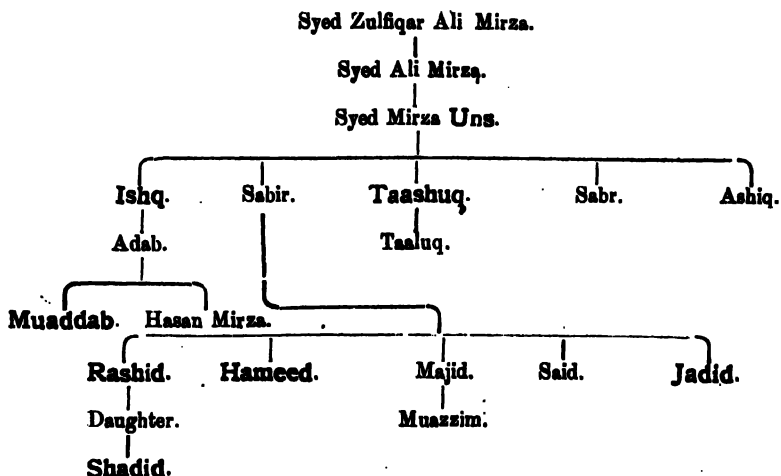 Syed Zulfiqar Ali Mirza.
Syed Ali Mirza.
Syed Mirza Uns.
Ishq. Sabir. Taashuq. Sabr. Ashiq.
Adab. Taaluq.
Muaddab. Hasan Mirza.
Rashid. Hameed. Majid. Said. Jadid.
Daughter. Muazzim.
Shadid.